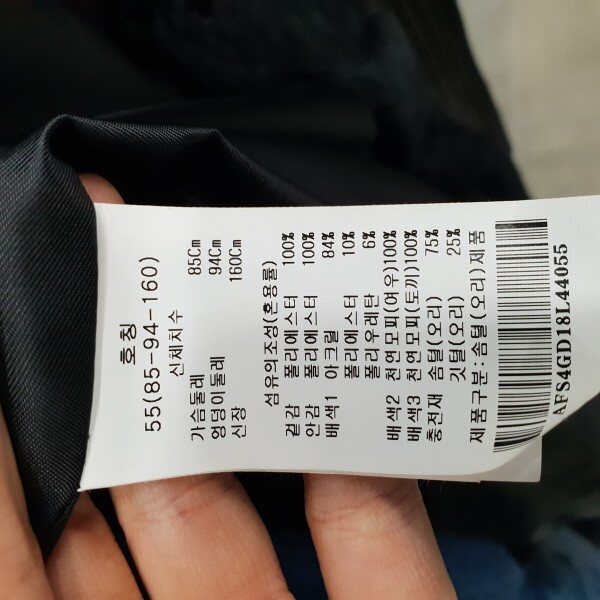 호칭
55(85-94-160)
신체치수
가슴둘레 85Cm
엉덩이둘레 94Cm
신장 160Cm
섬유의조성(혼용률)
겉감 폴리에스터 100%
안감 폴리에스터 100%
배색1 아크릴 84%
폴리에스터 10%
폴리우레탄 6%
배색2 천연모피(여우)100%
배색3 천연모피(토끼)100%
충전재 솜털(오리) 75%
깃털(오리) 25%
제품구분:솜털(오리)제품
AFS4GD18L44055